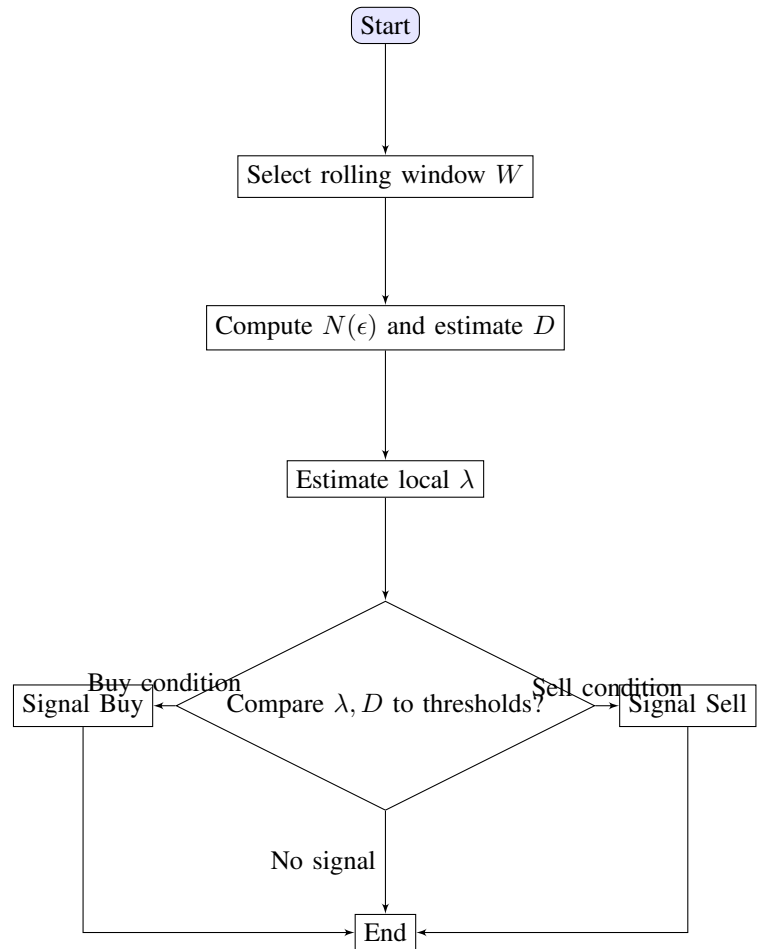 Start
Select rolling window W
Compute N(ϵ) and estimate D
Estimate local λ
Buy condition
Sell condition
Signal Buy
Compare λ, D to thresholds?
Signal Sell
No signal
End